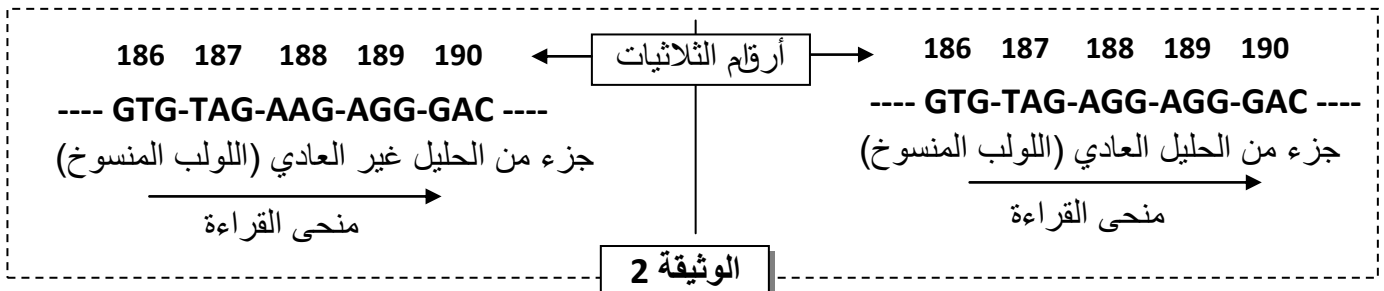 أرقام الثلاثيات
186 187 188 189 190
---- GTG-TAG-AGG-AGG-GAC ----
جزء من الحليل العادي (اللولب المنسوخ)
منحى القراءة
186 187 188 189 190
---- GTG-TAG-AAG-AGG-GAC ----
جزء من الحليل غير العادي (اللولب المنسوخ)
منحى القراءة
الوثيقة 2